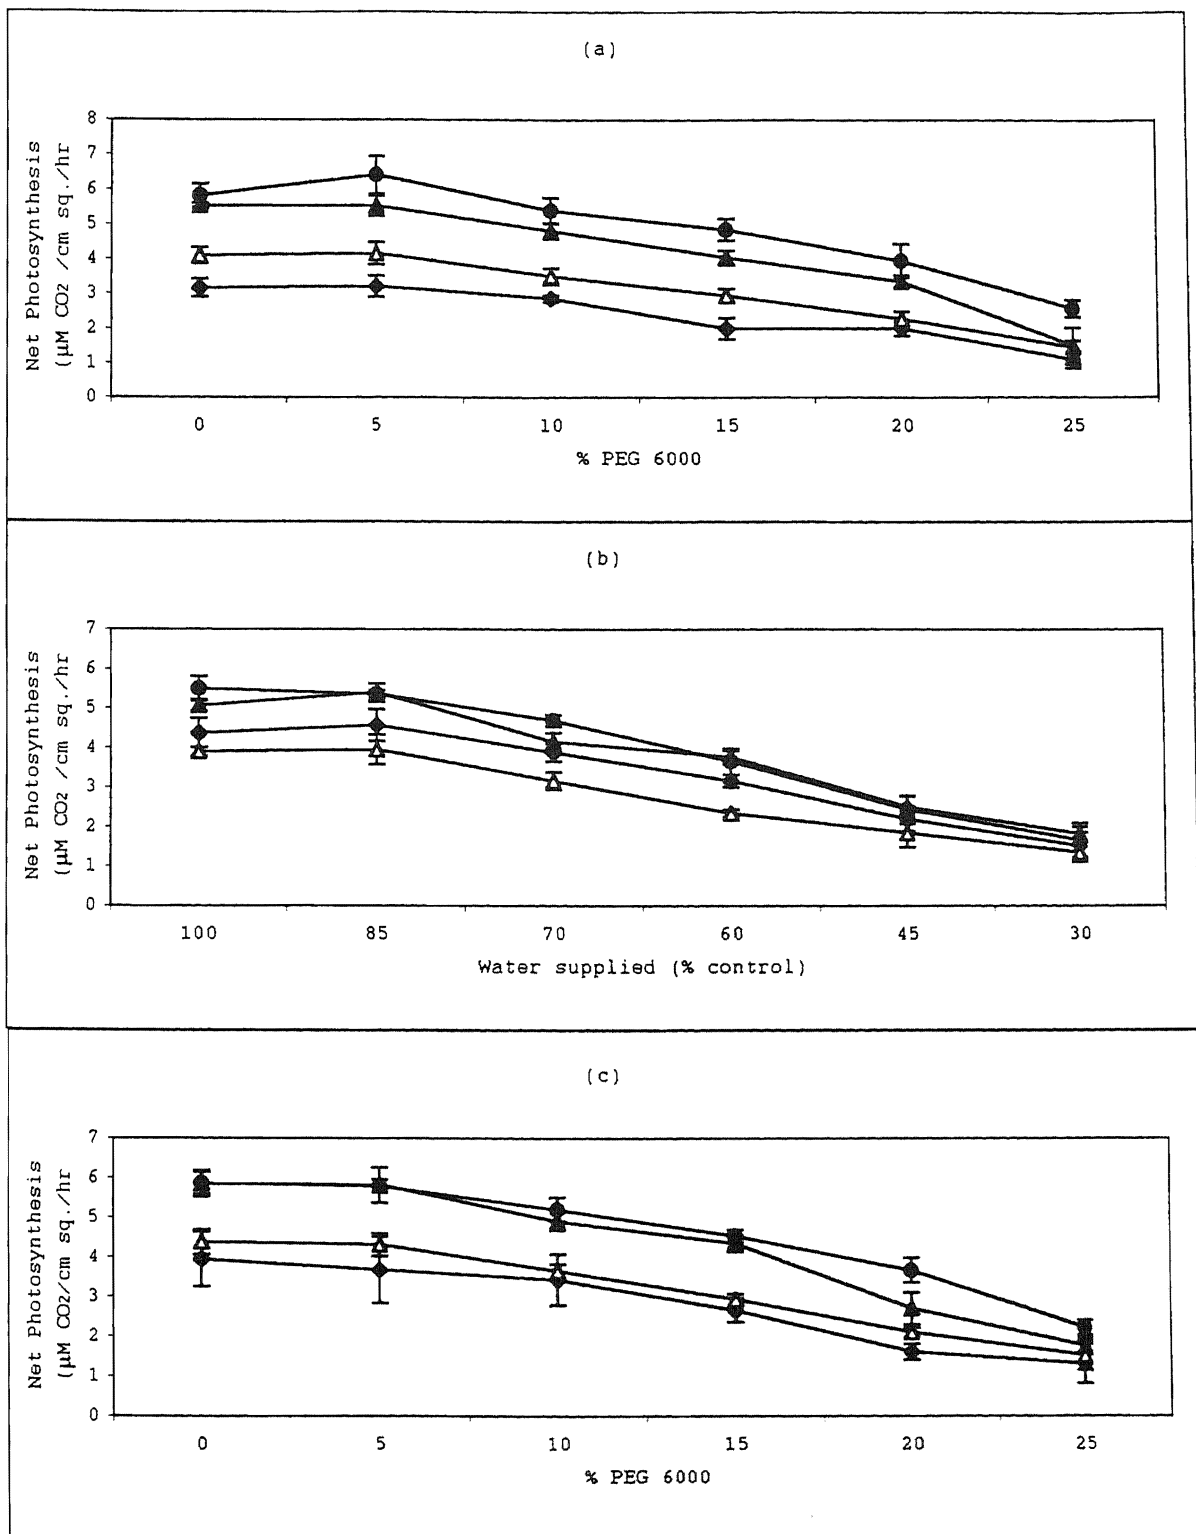 (a)
Net Photosynthesis
(µM CO2 /cm sq./hr
8
7
6
5
4
3
2
1
0
0 5 10 15 20 25
% PEG 6000
(b)
Net Photosynthesis
(µM CO2 /cm sq./hr
7
6
5
4
3
2
1
0
100 85 70 60 45 30
Water supplied (% control)
(c)
Net Photosynthesis
(µM CO2/cm sq./hr
7
6
5
4
3
2
1
0
0 5 10 15 20 25
% PEG 6000